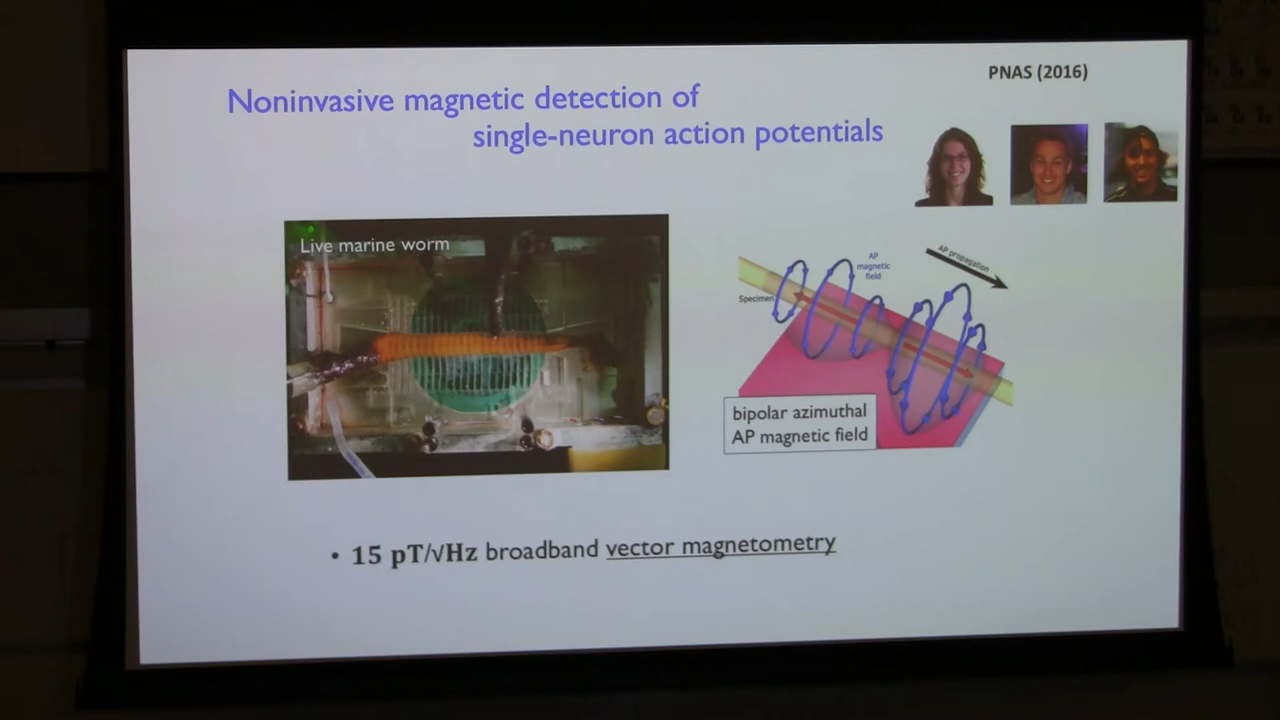 PNAS (2016)
Noninvasive magnetic detection of
single-neuron action potentials
Live marine worm
AP
magnetic
field
AP propagation
Specimen
bipolar azimuthal
AP magnetic field
• 15 pT/√Hz broadband vector magnetometry